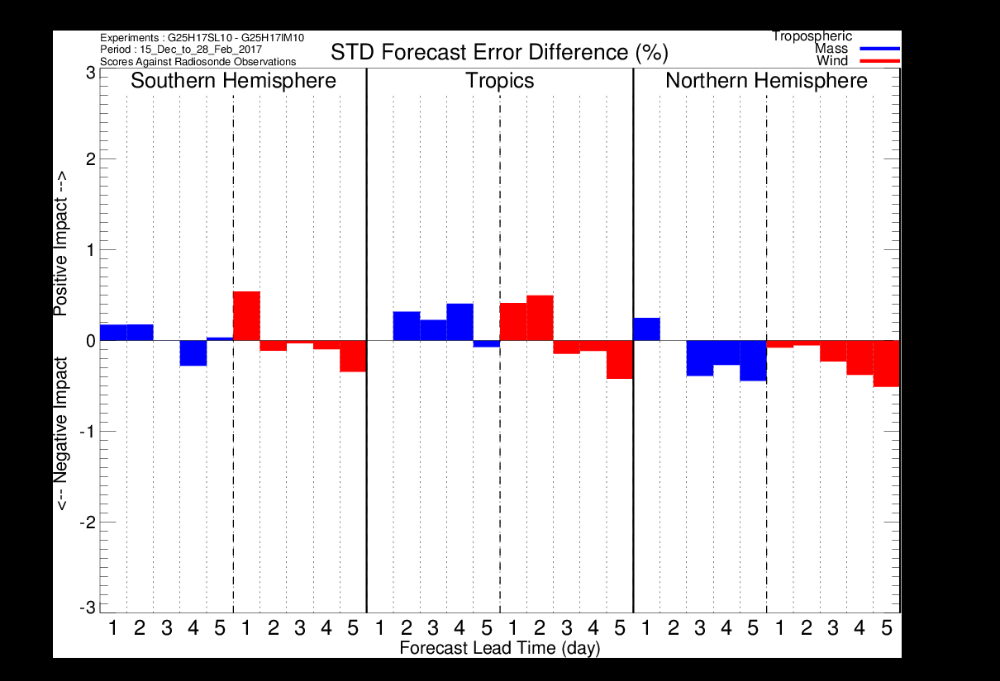 Experiments : G25H17SL10 - G25H17IM10
Period : 15_Dec_to_28_Feb_2017
Scores Against Radiosonde Observations
STD Forecast Error Difference (%)
Tropospheric
Mass
Wind
Southern Hemisphere
Tropics
Northern Hemisphere
3
2
1
0
-1
-2
-3
Positive Impact -->
<-- Negative Impact
1 2 3 4 5 1 2 3 4 5 1 2 3 4 5 1 2 3 4 5 1 2 3 4 5 1 2 3 4 5
Forecast Lead Time (day)